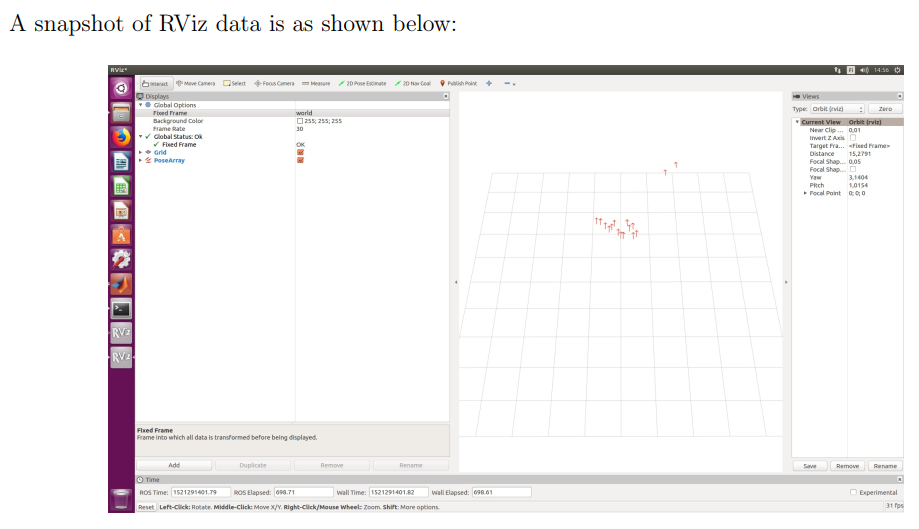 A snapshot of RViz data is as shown below:
RViz*
14:56
Interact Move Camera Select Focus Camera Measure 2D Pose Estimate 2D Nav Goal Publish Point
Displays
Global Options
Fixed Frame world
Background Color 255; 255; 255
Frame Rate 30
Global Status: Ok
Fixed Frame OK
Grid
PoseArray
Fixed Frame
Frame into which all data is transformed before being displayed.
Add Duplicate Remove Rename
Views
Type: Orbit (rviz) Zero
Current View Orbit (rviz)
Near Clip ... 0,01
Invert Z Axis
Target Fra... <Fixed Frame>
Distance 15,2791
Focal Shap... 0,05
Focal Shap...
Yaw 3,1404
Pitch 1,0154
Focal Point 0; 0; 0
Save Remove Rename
Time
ROS Time: 1521291401.79 ROS Elapsed: 698.71 Wall Time: 1521291401.82 Wall Elapsed: 698.61 Experimental
Reset Left-Click: Rotate. Middle-Click: Move X/Y. Right-Click/Mouse Wheel: Zoom. Shift: More options. 31 fps
RViz
RViz